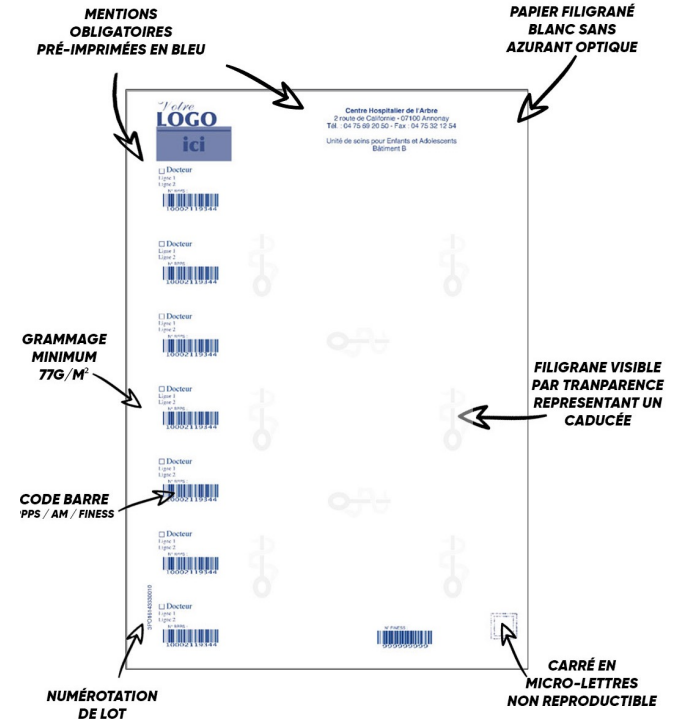 MENTIONS
OBLIGATOIRES
PRÉ-IMPRIMÉES EN BLEU
PAPIER FILIGRANÉ
BLANC SANS
AZURANT OPTIQUE
Votre
LOGO
ici
Centre Hospitalier de l'Arbre
2 route de Californie - 07100 Annonay
Tél. : 04 75 69 20 50 - Fax : 04 75 32 12 54
Unité de soins pour Enfants et Adolescents
Bâtiment B
Docteur
Ligne 1
Ligne 2
N° RPPS :
10002119344
Docteur
Ligne 1
Ligne 2
N° RPPS :
10002119344
Docteur
Ligne 1
Ligne 2
N° RPPS :
10002119344
GRAMMAGE
MINIMUM
77G/M²
Docteur
Ligne 1
Ligne 2
N° RPPS :
10002119344
FILIGRANE VISIBLE
PAR TRANPARENCE
REPRESENTANT UN
CADUCÉE
Docteur
Ligne 1
Ligne 2
10002119344
CODE BARRE
PPS / AM / FINESS
Docteur
Ligne 1
Ligne 2
N° RPPS :
10002119344
Docteur
Ligne 1
Ligne 2
N° RPPS :
10002119344
N° FINESS
999999999
NUMÉROTATION
DE LOT
CARRÉ EN
MICRO-LETTRES
NON REPRODUCTIBLE